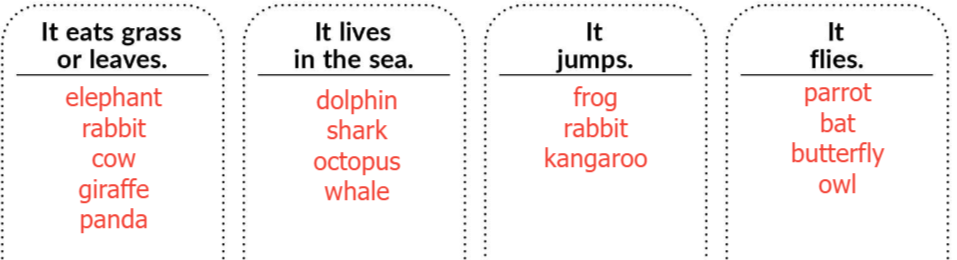 It eats grass
or leaves.
elephant
rabbit
cow
giraffe
panda
It lives
in the sea.
dolphin
shark
octopus
whale
It
jumps.
frog
rabbit
kangaroo
It
flies.
parrot
bat
butterfly
owl